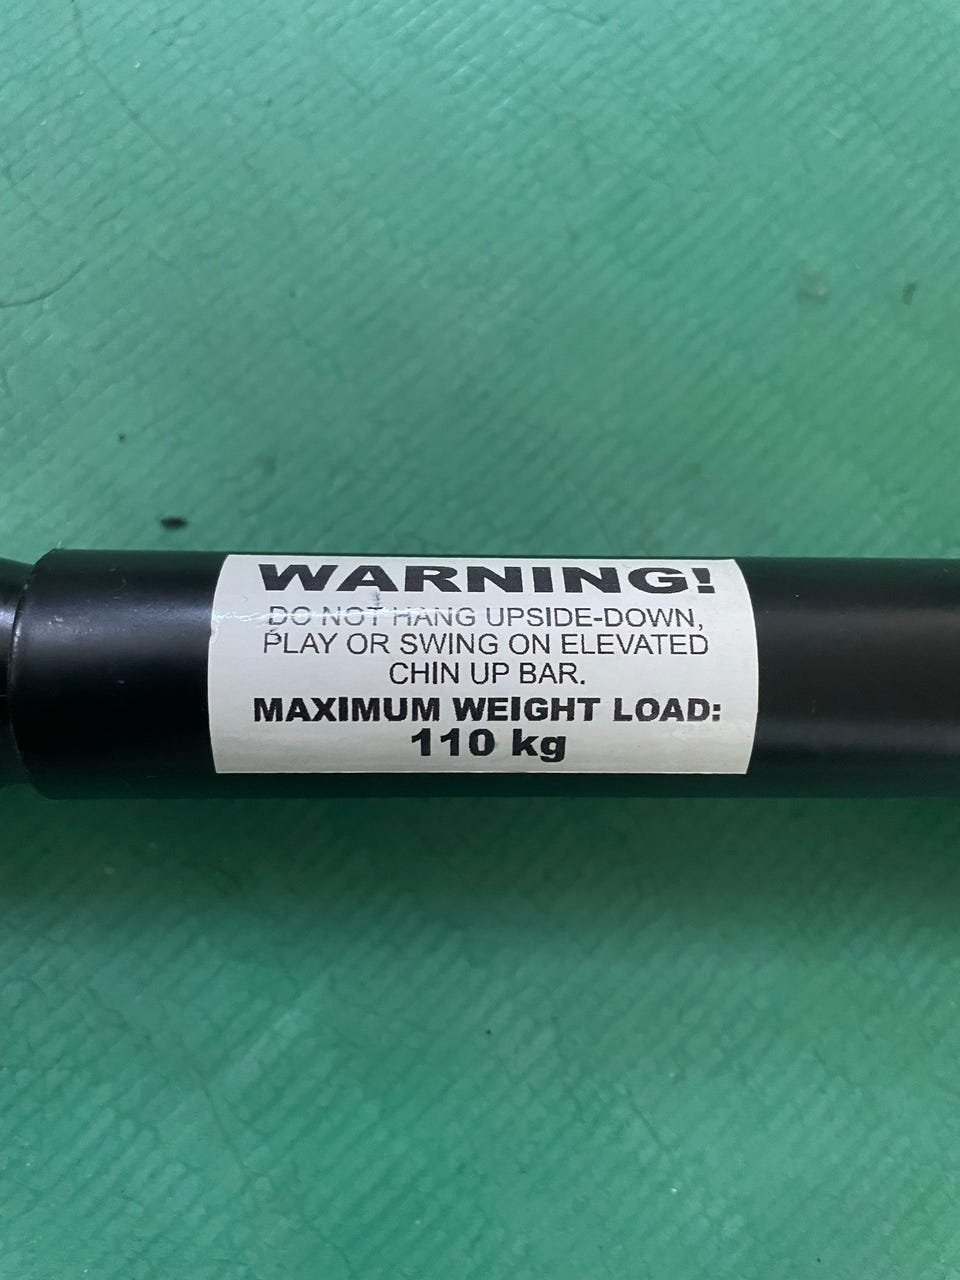 WARNING!
DO NOT HANG UPSIDE-DOWN,
PLAY OR SWING ON ELEVATED
CHIN UP BAR.
MAXIMUM WEIGHT LOAD:
110 kg